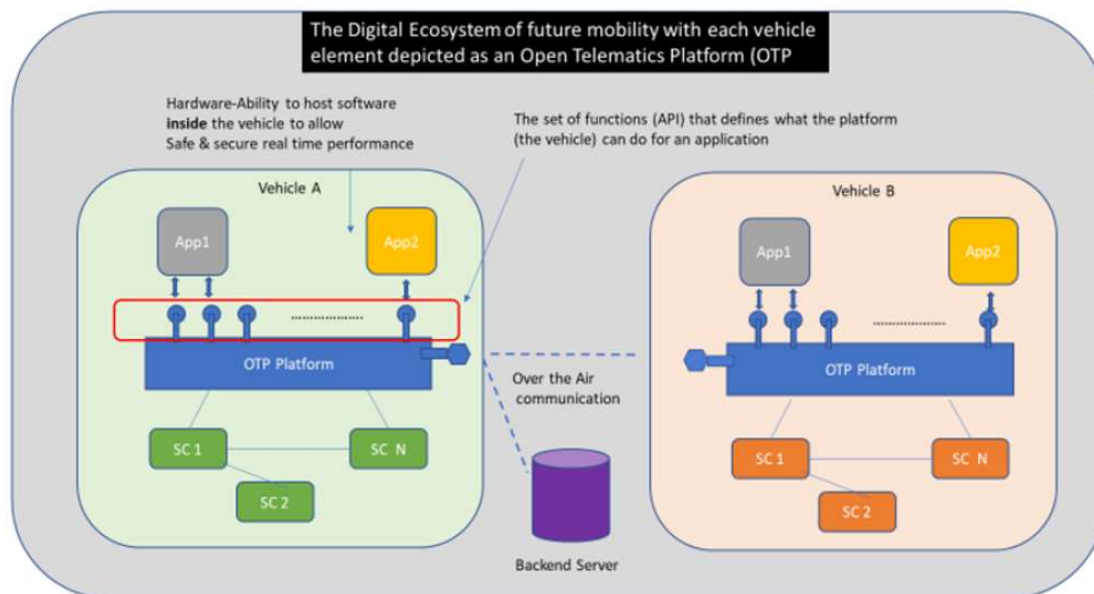 The Digital Ecosystem of future mobility with each vehicle
element depicted as an Open Telematics Platform (OTP
Hardware-Ability to host software
inside the vehicle to allow
Safe & secure real time performance
The set of functions (API) that defines what the platform
(the vehicle) can do for an application
Vehicle A
App1
App2
.................
OTP Platform
SC 1
SC N
SC 2
Over the Air
communication
Backend Server
Vehicle B
App1
App2
.................
OTP Platform
SC 1
SC N
SC 2